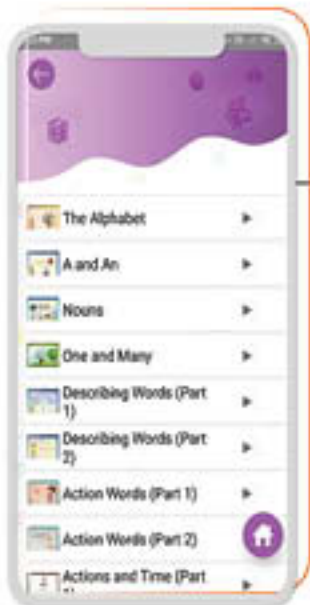 The Alphabet
A and An
Nouns
One and Many
Describing Words (Part
1)
Describing Words (Part
2)
Action Words (Part 1)
Action Words (Part 2)
Actions and Time (Part